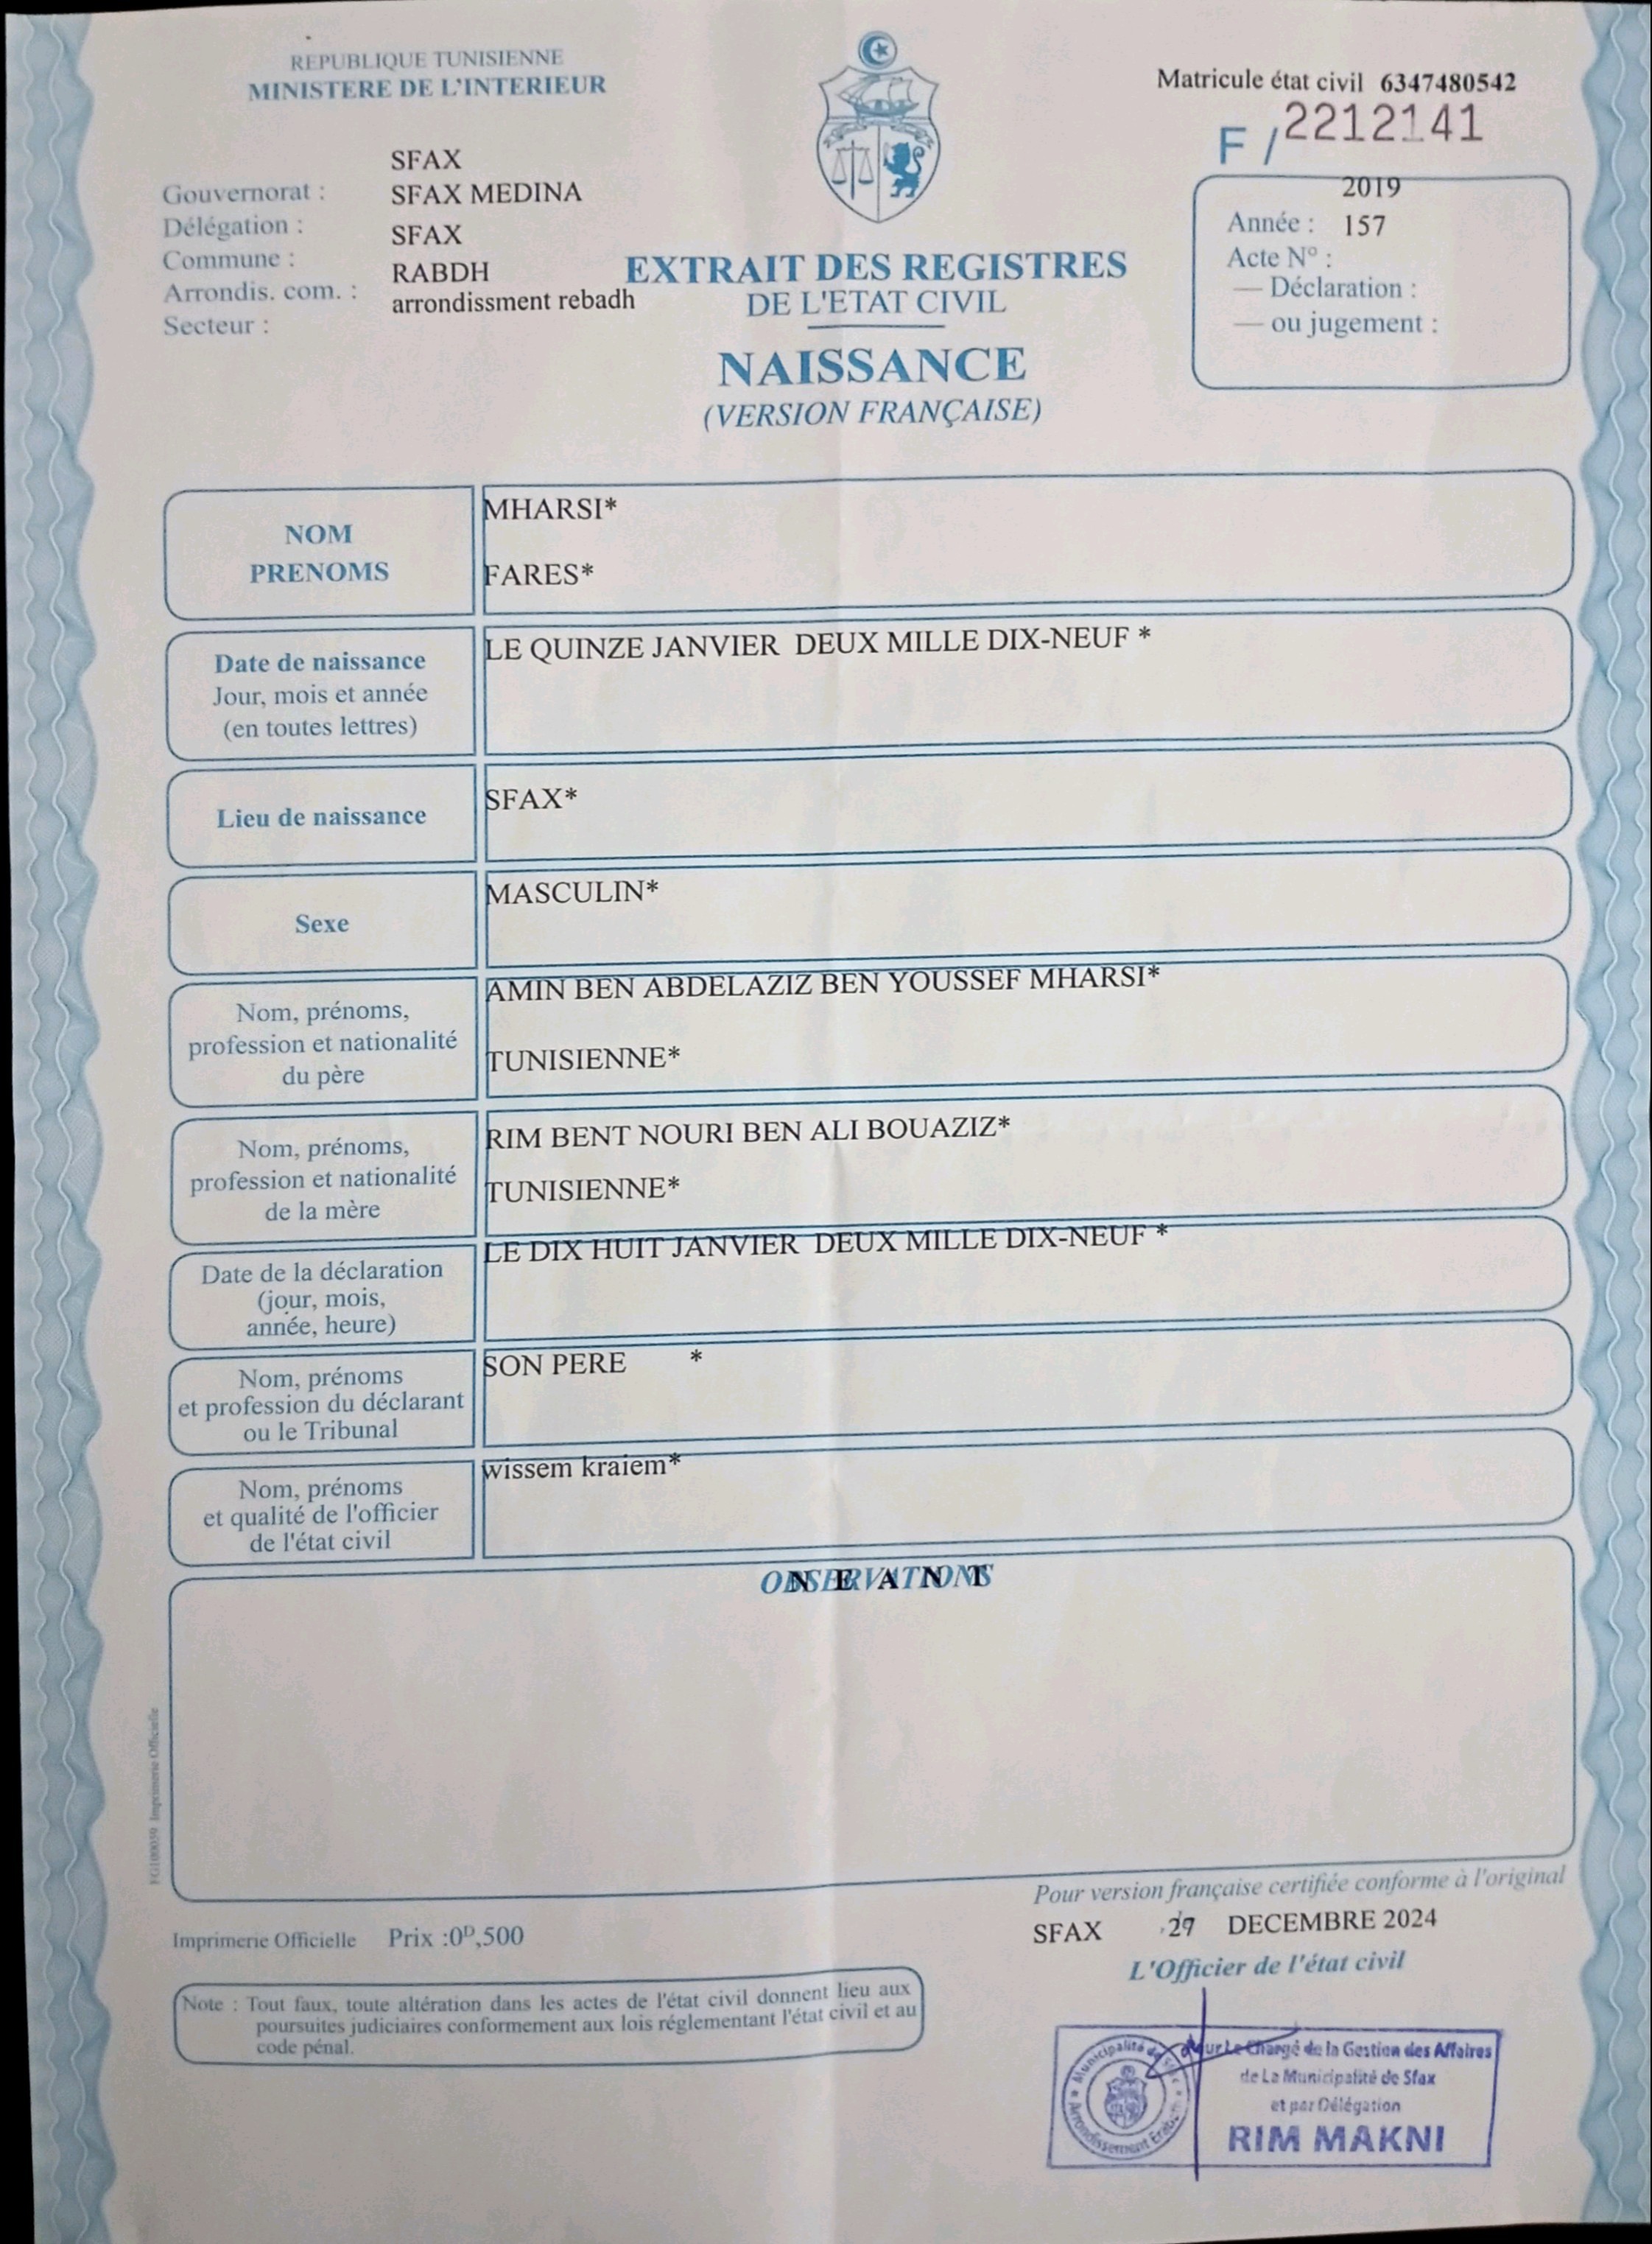 REPUBLIQUE TUNISIENNE
MINISTERE DE L'INTERIEUR
Matricule état civil 6347480542
F / 2212141
SFAX
Gouvernorat : SFAX MEDINA
Délégation : SFAX
Commune : RABDH
Arrondis. com. : arrondissment rebadh
Secteur :
2019
Année : 157
Acte N° :
— Déclaration :
— ou jugement :
EXTRAIT DES REGISTRES
DE L'ETAT CIVIL
NAISSANCE
(VERSION FRANÇAISE)
NOM
PRENOMS
MHARSI*
FARES*
Date de naissance
Jour, mois et année
(en toutes lettres)
LE QUINZE JANVIER DEUX MILLE DIX-NEUF *
Lieu de naissance
SFAX*
Sexe
MASCULIN*
Nom, prénoms,
profession et nationalité
du père
AMIN BEN ABDELAZIZ BEN YOUSSEF MHARSI*
TUNISIENNE*
Nom, prénoms,
profession et nationalité
de la mère
RIM BENT NOURI BEN ALI BOUAZIZ*
TUNISIENNE*
Date de la déclaration
(jour, mois,
année, heure)
LE DIX HUIT JANVIER DEUX MILLE DIX-NEUF *
Nom, prénoms
et profession du déclarant
ou le Tribunal
SON PERE *
Nom, prénoms
et qualité de l'officier
de l'état civil
wissem kraiem*
OBSERVATIONS
N E A N T
Imprimerie Officielle
Pour version française certifiée conforme à l'original
SFAX DECEMBRE 2024
L'Officier de l'état civil
Imprimerie Officielle Prix :0D,500
Note : Tout faux, toute altération dans les actes de l'état civil donnent lieu aux
poursuites judiciaires conformement aux lois réglementant l'état civil et au
code pénal.
Municipalité de
Arrondissement
Pour Le Chargé de la Gestion des Affaires
de La Municipalité de Sfax
et par Délégation
RIM MAKNI